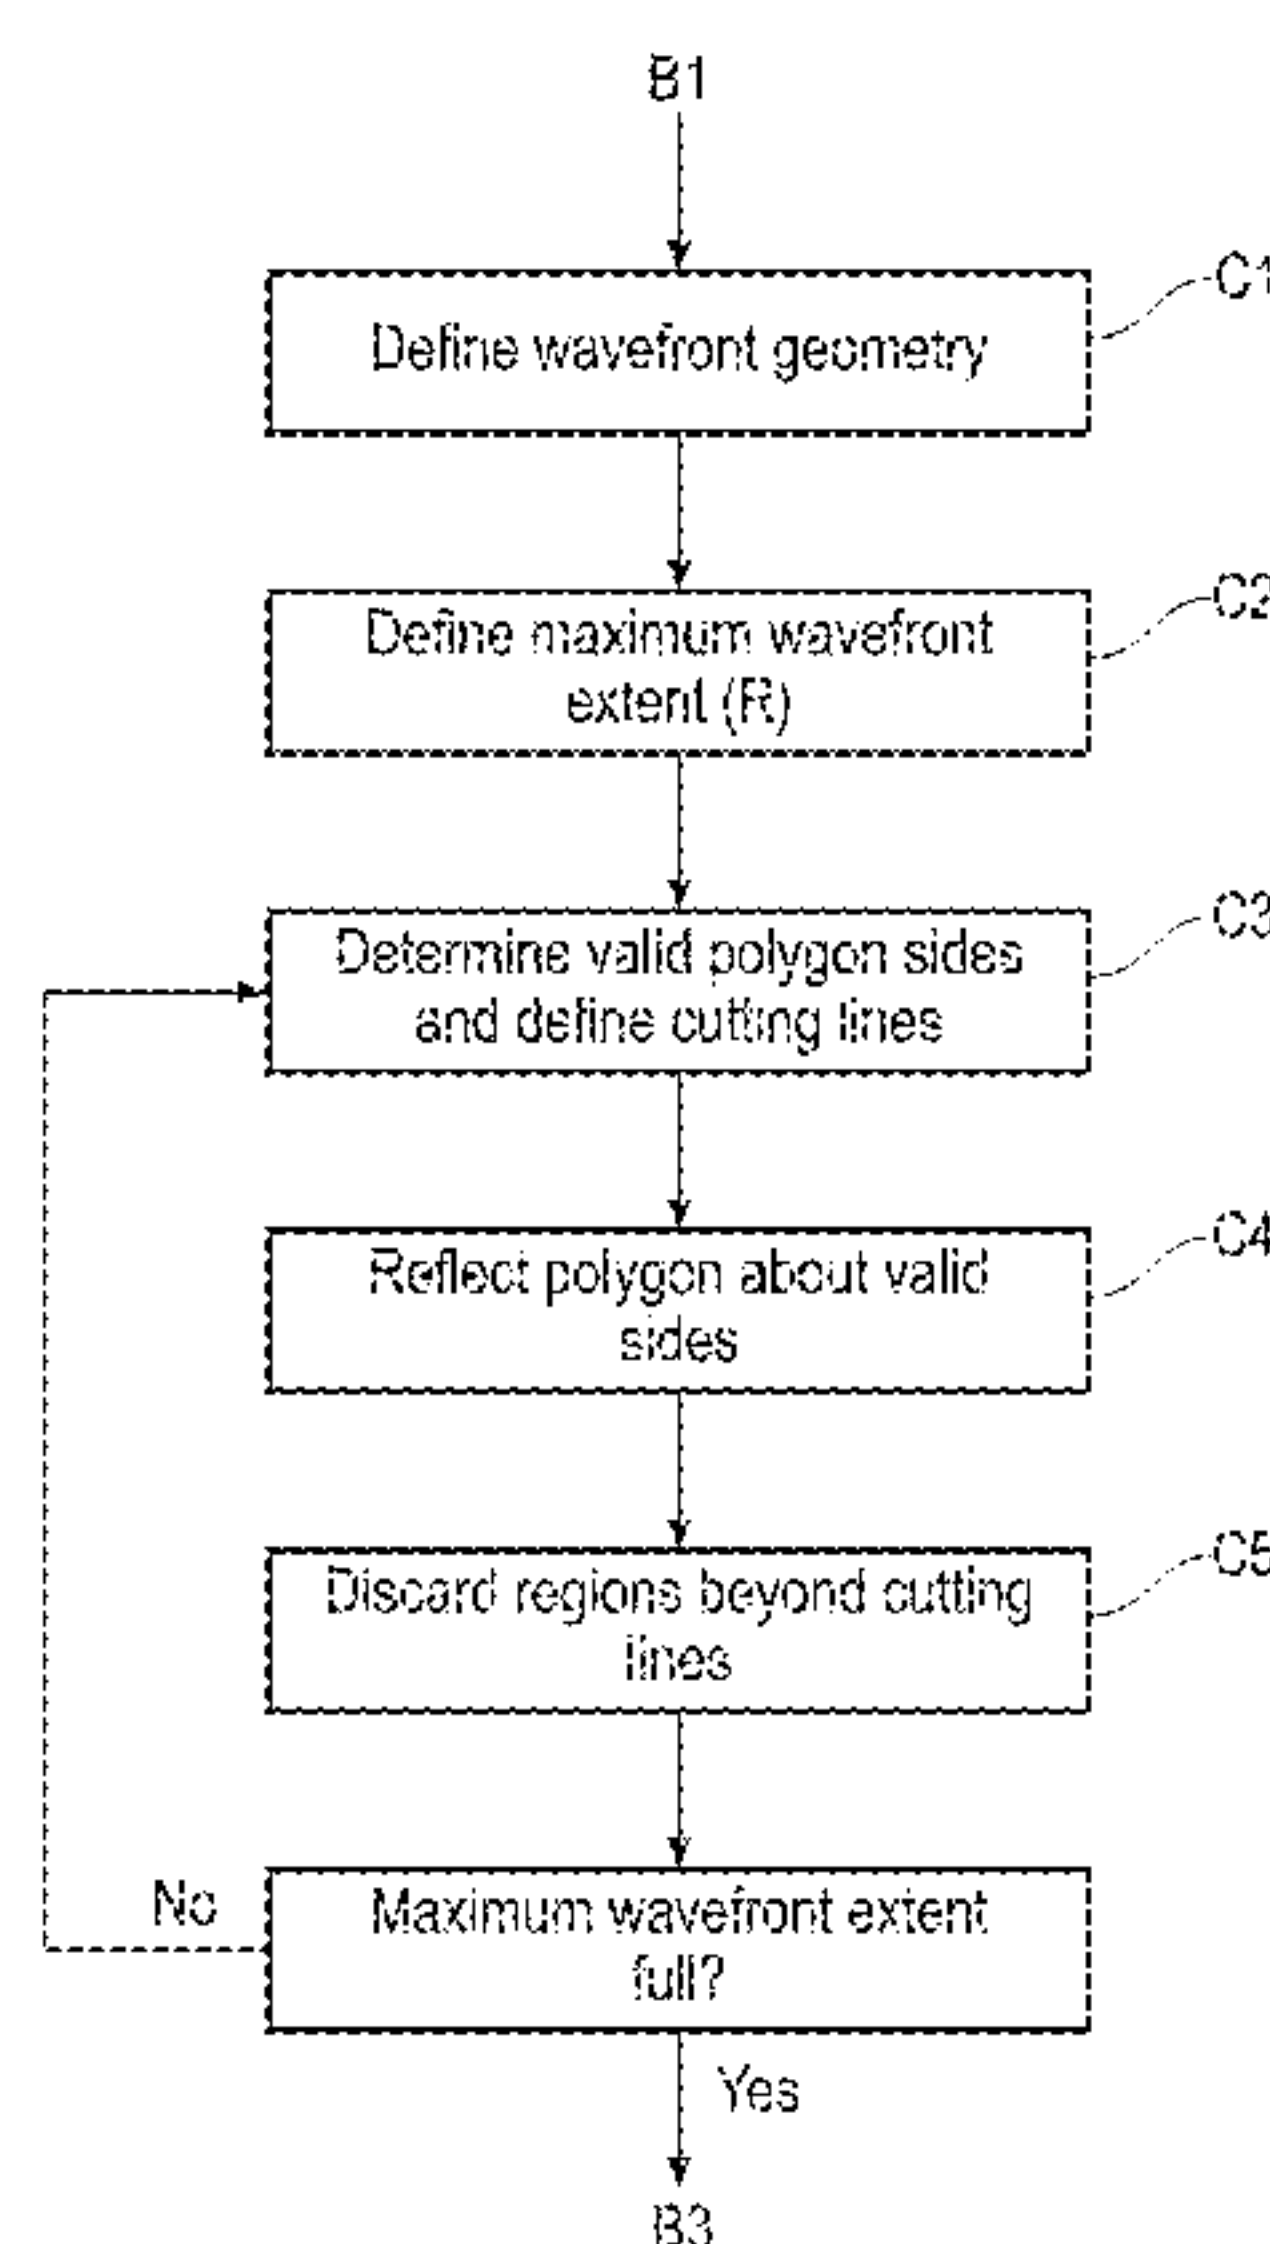 B1
Define wavefront geometry
C1
Define maximum wavefront
extent (R)
C2
Determine valid polygon sides
and define cutting lines
C3
Reflect polygon about valid
sides
C4
Discard regions beyond cutting
lines
C5
No
Maximum wavefront extent
full?
Yes
B3